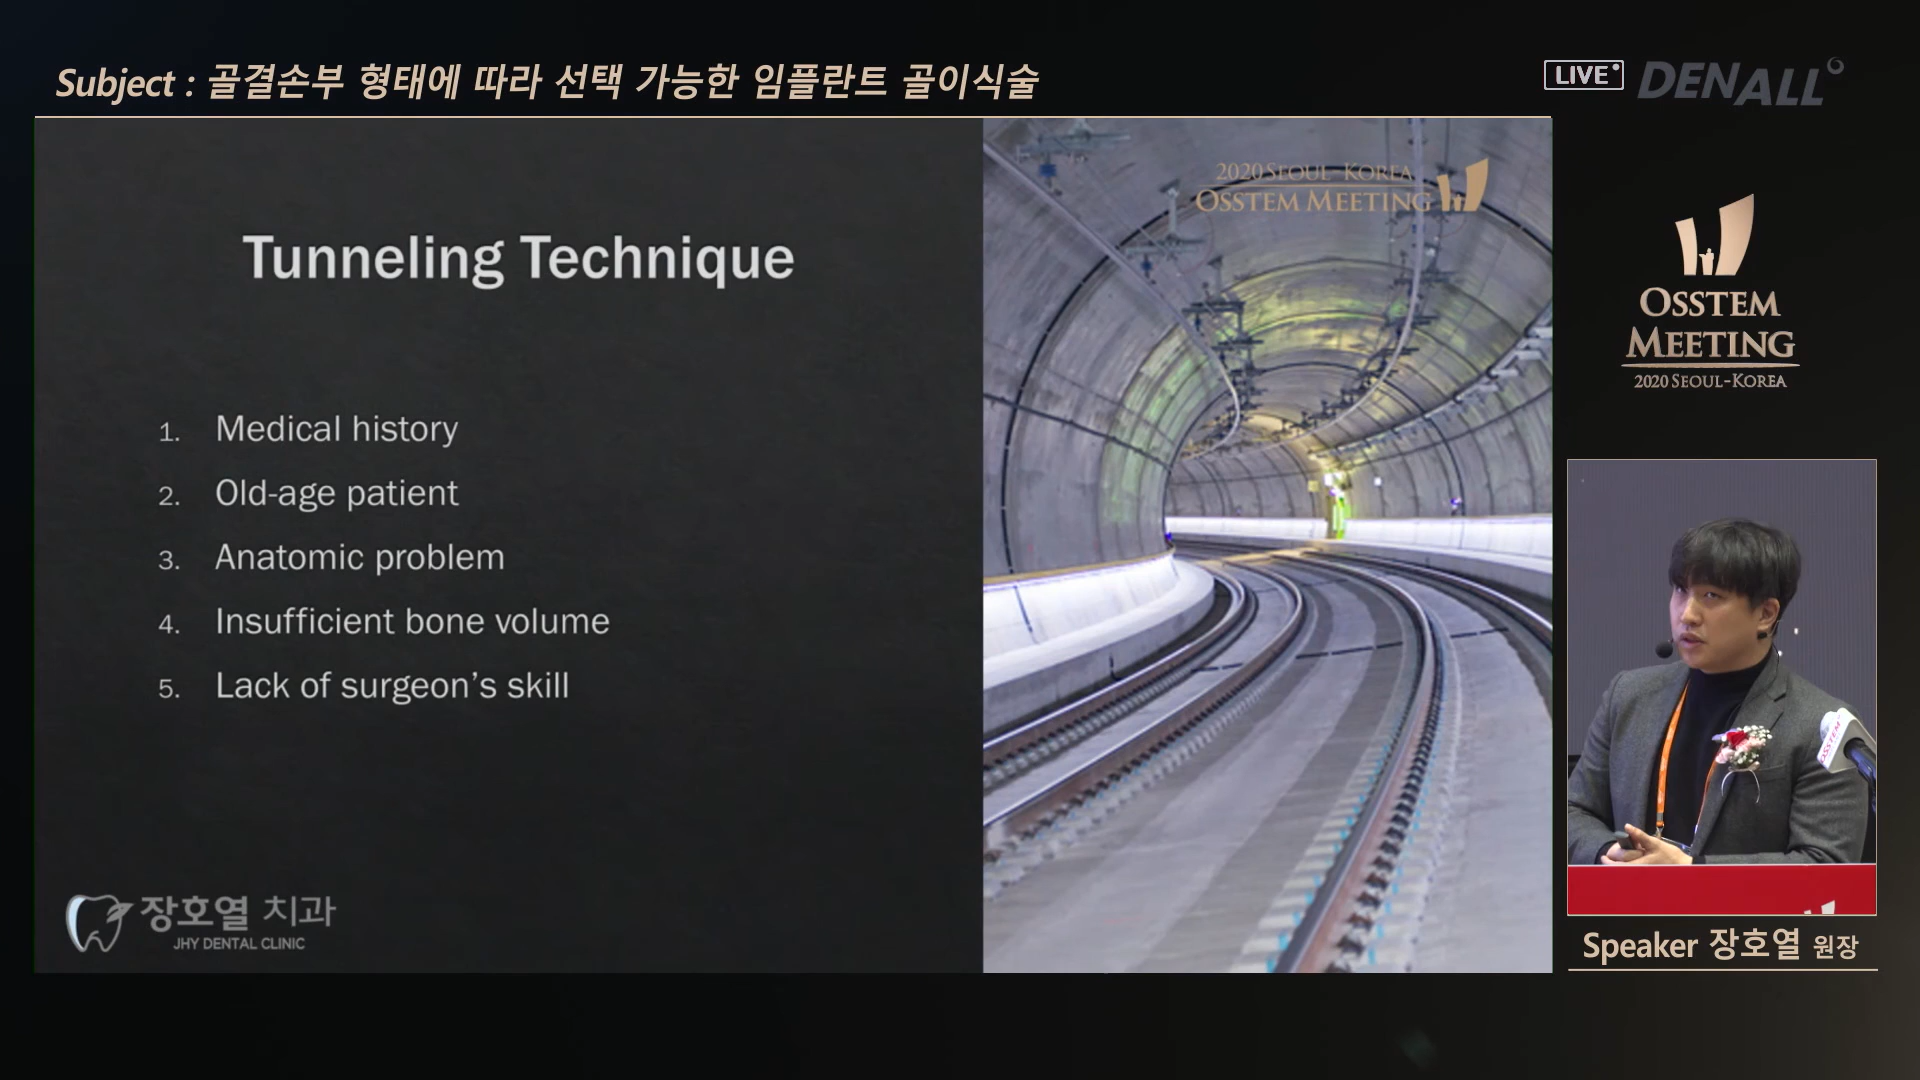 Subject : 골결손부 형태에 따라 선택 가능한 임플란트 골이식술
LIVE
DENALL
2020 SEOUL-KOREA
OSSTEM MEETING
Tunneling Technique
1. Medical history
2. Old-age patient
3. Anatomic problem
4. Insufficient bone volume
5. Lack of surgeon's skill
장호열 치과
JHY DENTAL CLINIC
OSSTEM
MEETING
2020 SEOUL-KOREA
OSSTEM
Speaker 장호열 원장